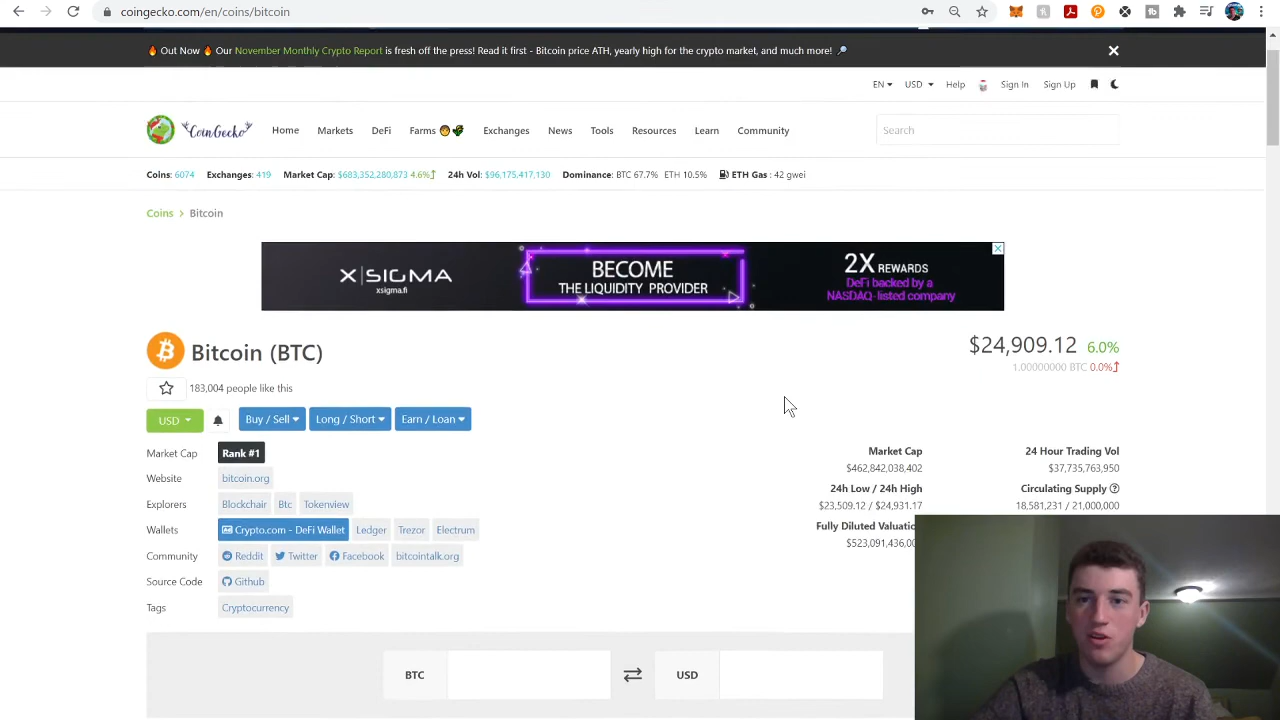 coingecko.com/en/coins/bitcoin
🔥 Out Now 🔥 Our November Monthly Crypto Report is fresh off the press! Read it first - Bitcoin price ATH, yearly high for the crypto market, and much more! 🔎
EN USD Help Sign In Sign Up
CoinGecko Home Markets DeFi Farms Exchanges News Tools Resources Learn Community Search
Coins: 6074 Exchanges: 419 Market Cap: $683,352,280,873 4.6% 24h Vol: $96,175,417,130 Dominance: BTC 67.7% ETH 10.5% ETH Gas: 42 gwei
Coins > Bitcoin
X|SIGMA
xsigma.fi
BECOME
THE LIQUIDITY PROVIDER
2X REWARDS
DeFi backed by a
NASDAQ-listed company
Bitcoin (BTC)
$24,909.12 6.0%
1.00000000 BTC 0.0%
183,004 people like this
USD Buy / Sell Long / Short Earn / Loan
Market Cap Rank #1
Website bitcoin.org
Explorers Blockchair Btc Tokenview
Wallets Crypto.com - DeFi Wallet Ledger Trezor Electrum
Community Reddit Twitter Facebook bitcointalk.org
Source Code Github
Tags Cryptocurrency
Market Cap
$462,842,038,402
24 Hour Trading Vol
$37,735,763,950
24h Low / 24h High
$23,509.12 / $24,931.17
Circulating Supply
18,581,231 / 21,000,000
Fully Diluted Valuation
$523,091,436,00
BTC USD